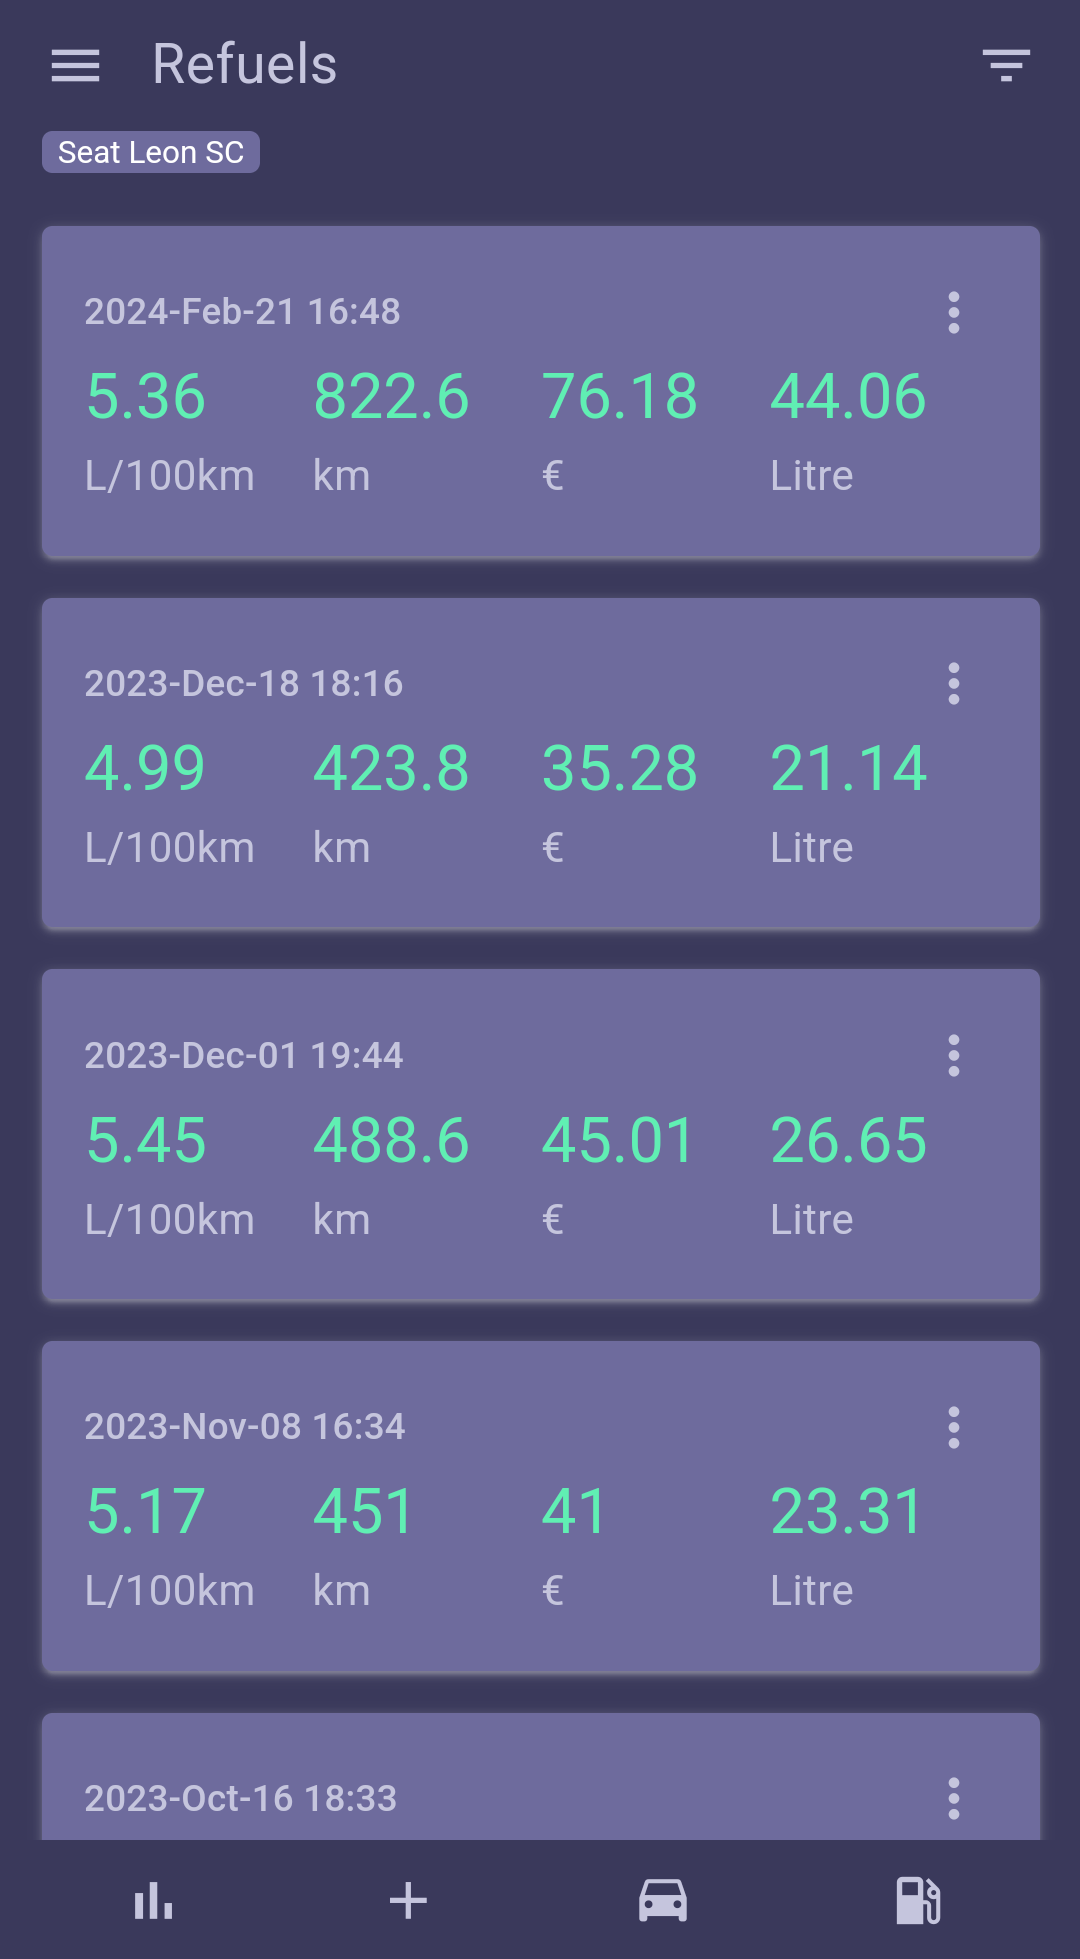 Refuels
Seat Leon SC
2024-Feb-21 16:48
5.36 822.6 76.18 44.06
L/100km km € Litre
2023-Dec-18 18:16
4.99 423.8 35.28 21.14
L/100km km € Litre
2023-Dec-01 19:44
5.45 488.6 45.01 26.65
L/100km km € Litre
2023-Nov-08 16:34
5.17 451 41 23.31
L/100km km € Litre
2023-Oct-16 18:33